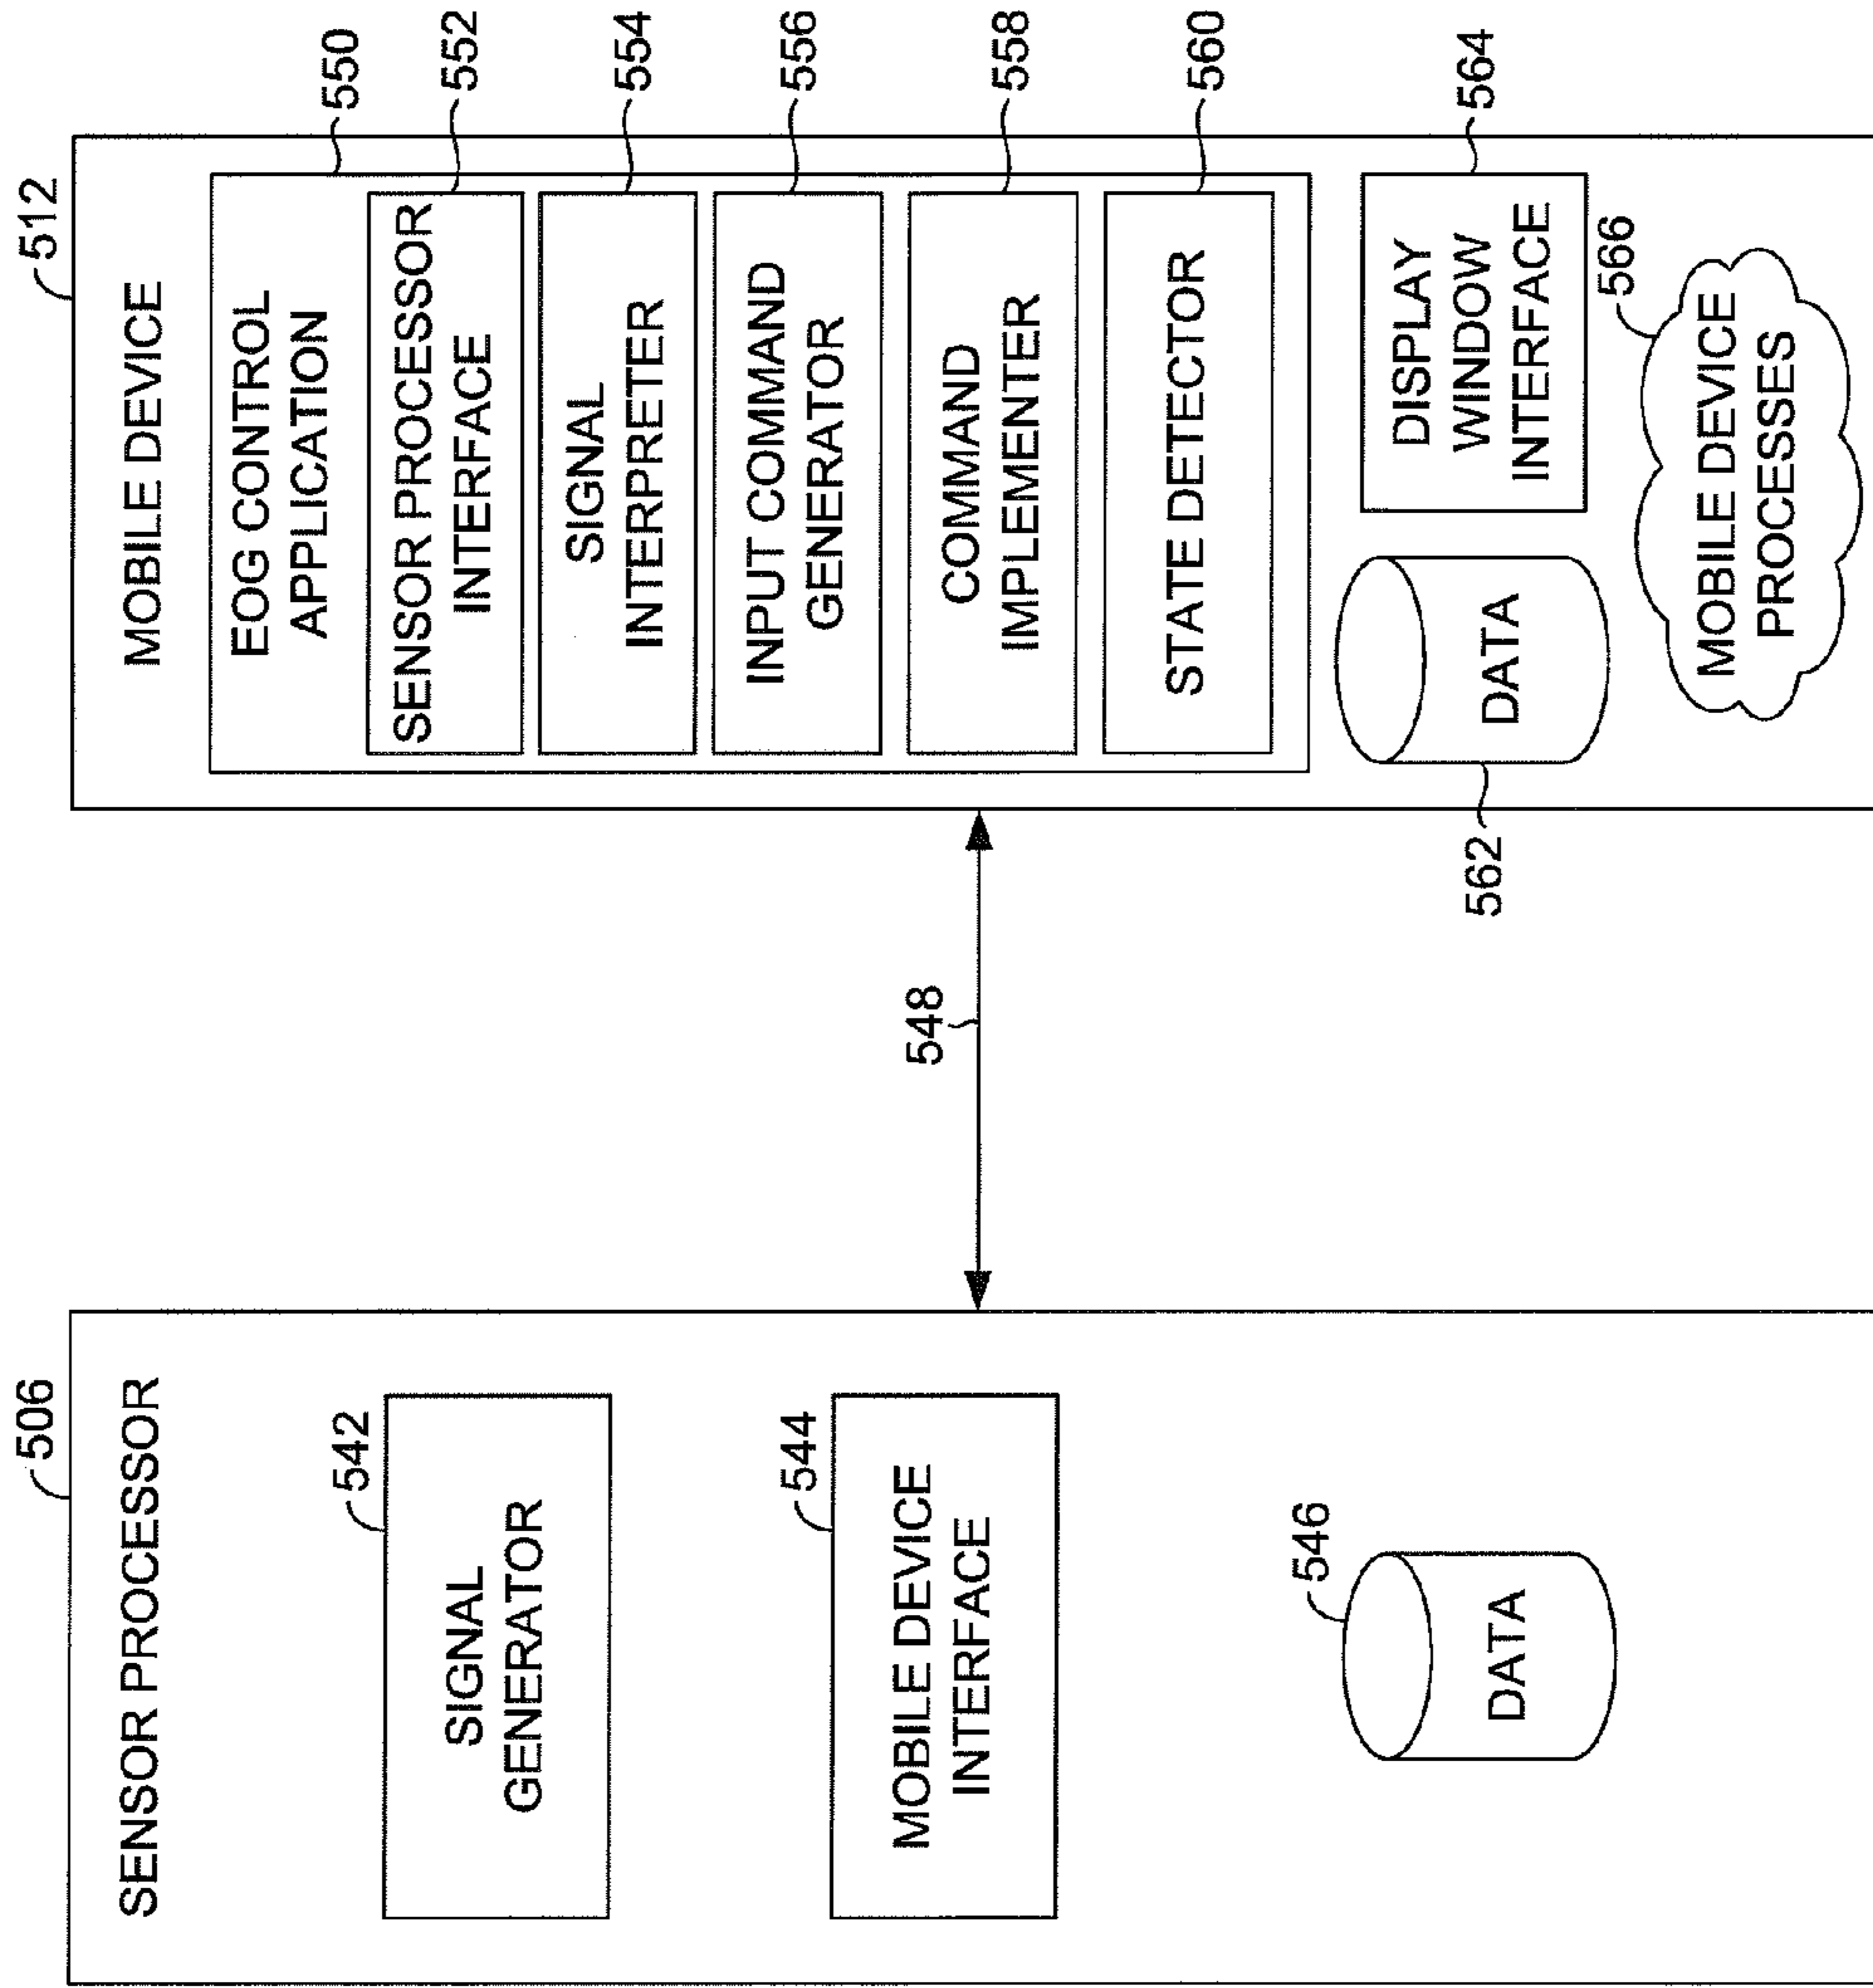 506
SENSOR PROCESSOR
542
SIGNAL
GENERATOR
544
MOBILE DEVICE
INTERFACE
546
DATA
548
512
MOBILE DEVICE
550
EOG CONTROL
APPLICATION
552
SENSOR PROCESSOR
INTERFACE
554
SIGNAL
INTERPRETER
556
INPUT COMMAND
GENERATOR
558
COMMAND
IMPLEMENTER
560
STATE DETECTOR
562
DATA
564
DISPLAY
WINDOW
INTERFACE
566
MOBILE DEVICE
PROCESSES